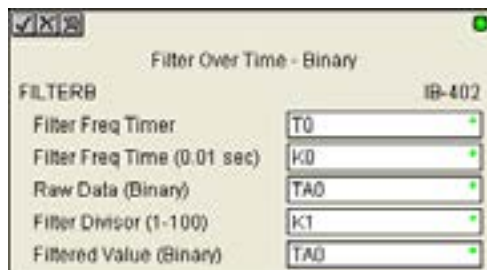 Filter Over Time - Binary
FILTERB IB-402
Filter Freq Timer T0
Filter Freq Time (0.01 sec) K0
Raw Data (Binary) TA0
Filter Divisor (1-100) K1
Filtered Value (Binary) TA0